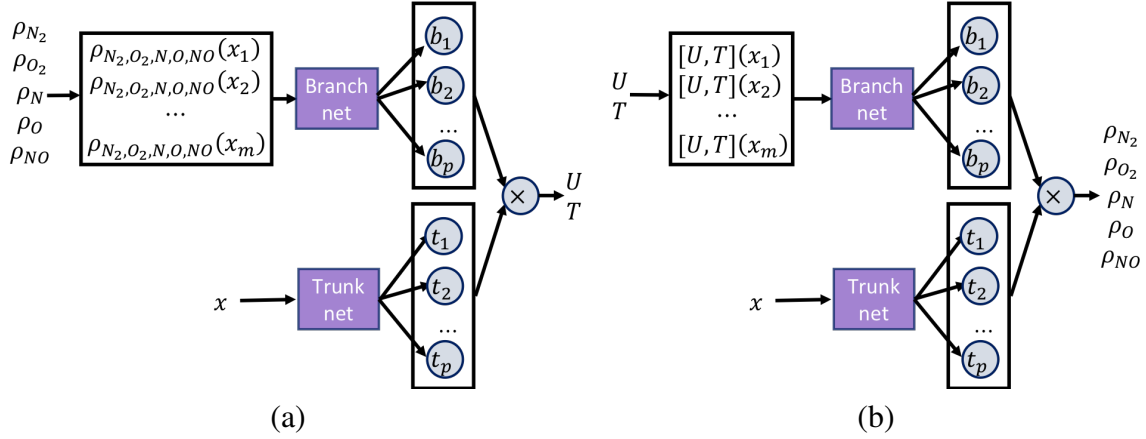 ρ_{N_2}
ρ_{O_2}
ρ_N
ρ_O
ρ_{NO}
ρ_{N_2,O_2,N,O,NO}(x_1)
ρ_{N_2,O_2,N,O,NO}(x_2)
...
ρ_{N_2,O_2,N,O,NO}(x_m)
Branch
net
b_1
b_2
...
b_p
×
U
T
x
Trunk
net
t_1
t_2
...
t_p
(a)
U
T
[U, T](x_1)
[U, T](x_2)
...
[U, T](x_m)
Branch
net
b_1
b_2
...
b_p
×
ρ_{N_2}
ρ_{O_2}
ρ_N
ρ_O
ρ_{NO}
x
Trunk
net
t_1
t_2
...
t_p
(b)